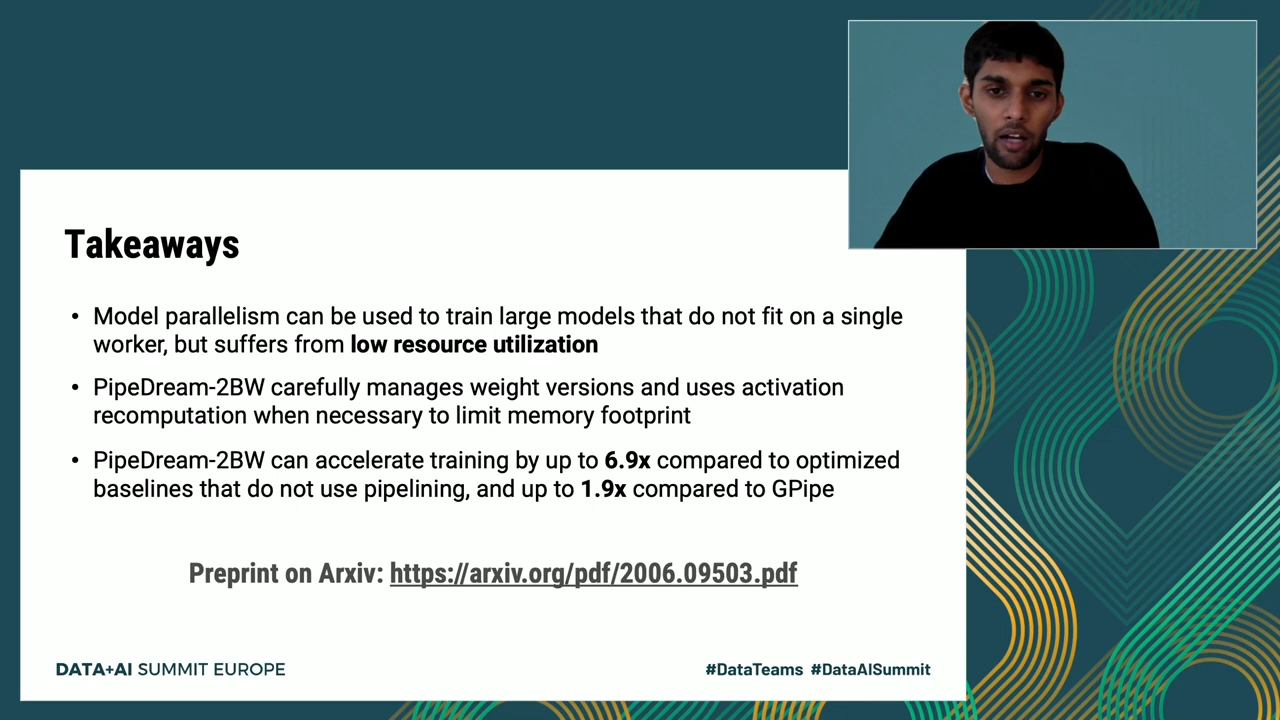 Takeaways
• Model parallelism can be used to train large models that do not fit on a single
worker, but suffers from low resource utilization
• PipeDream-2BW carefully manages weight versions and uses activation
recomputation when necessary to limit memory footprint
• PipeDream-2BW can accelerate training by up to 6.9x compared to optimized
baselines that do not use pipelining, and up to 1.9x compared to GPipe
Preprint on Arxiv: https://arxiv.org/pdf/2006.09503.pdf
DATA+AI SUMMIT EUROPE
#DataTeams #DataAISummit